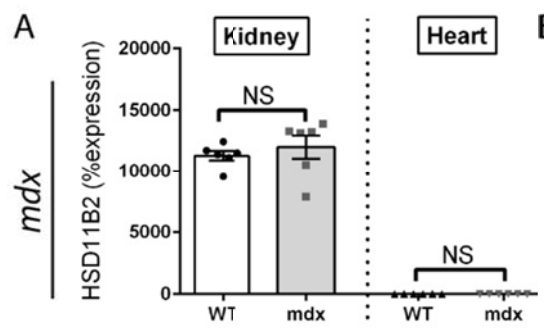 A
Kidney
Heart
20000
15000
10000
5000
0
HSD11B2 (%expression)
mdx
NS
NS
WT
mdx
WT
mdx